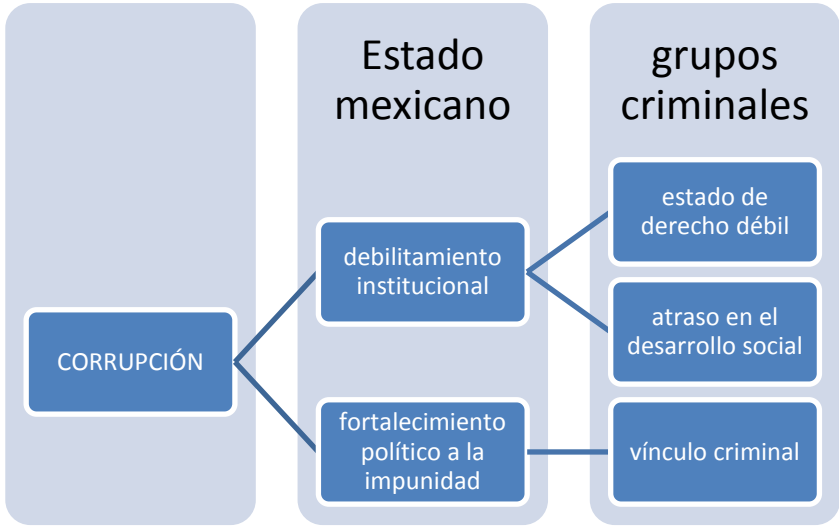 Estado
mexicano
grupos
criminales
CORRUPCIÓN
debilitamiento
institucional
fortalecimiento
político a la
impunidad
estado de
derecho débil
atraso en el
desarrollo social
vínculo criminal